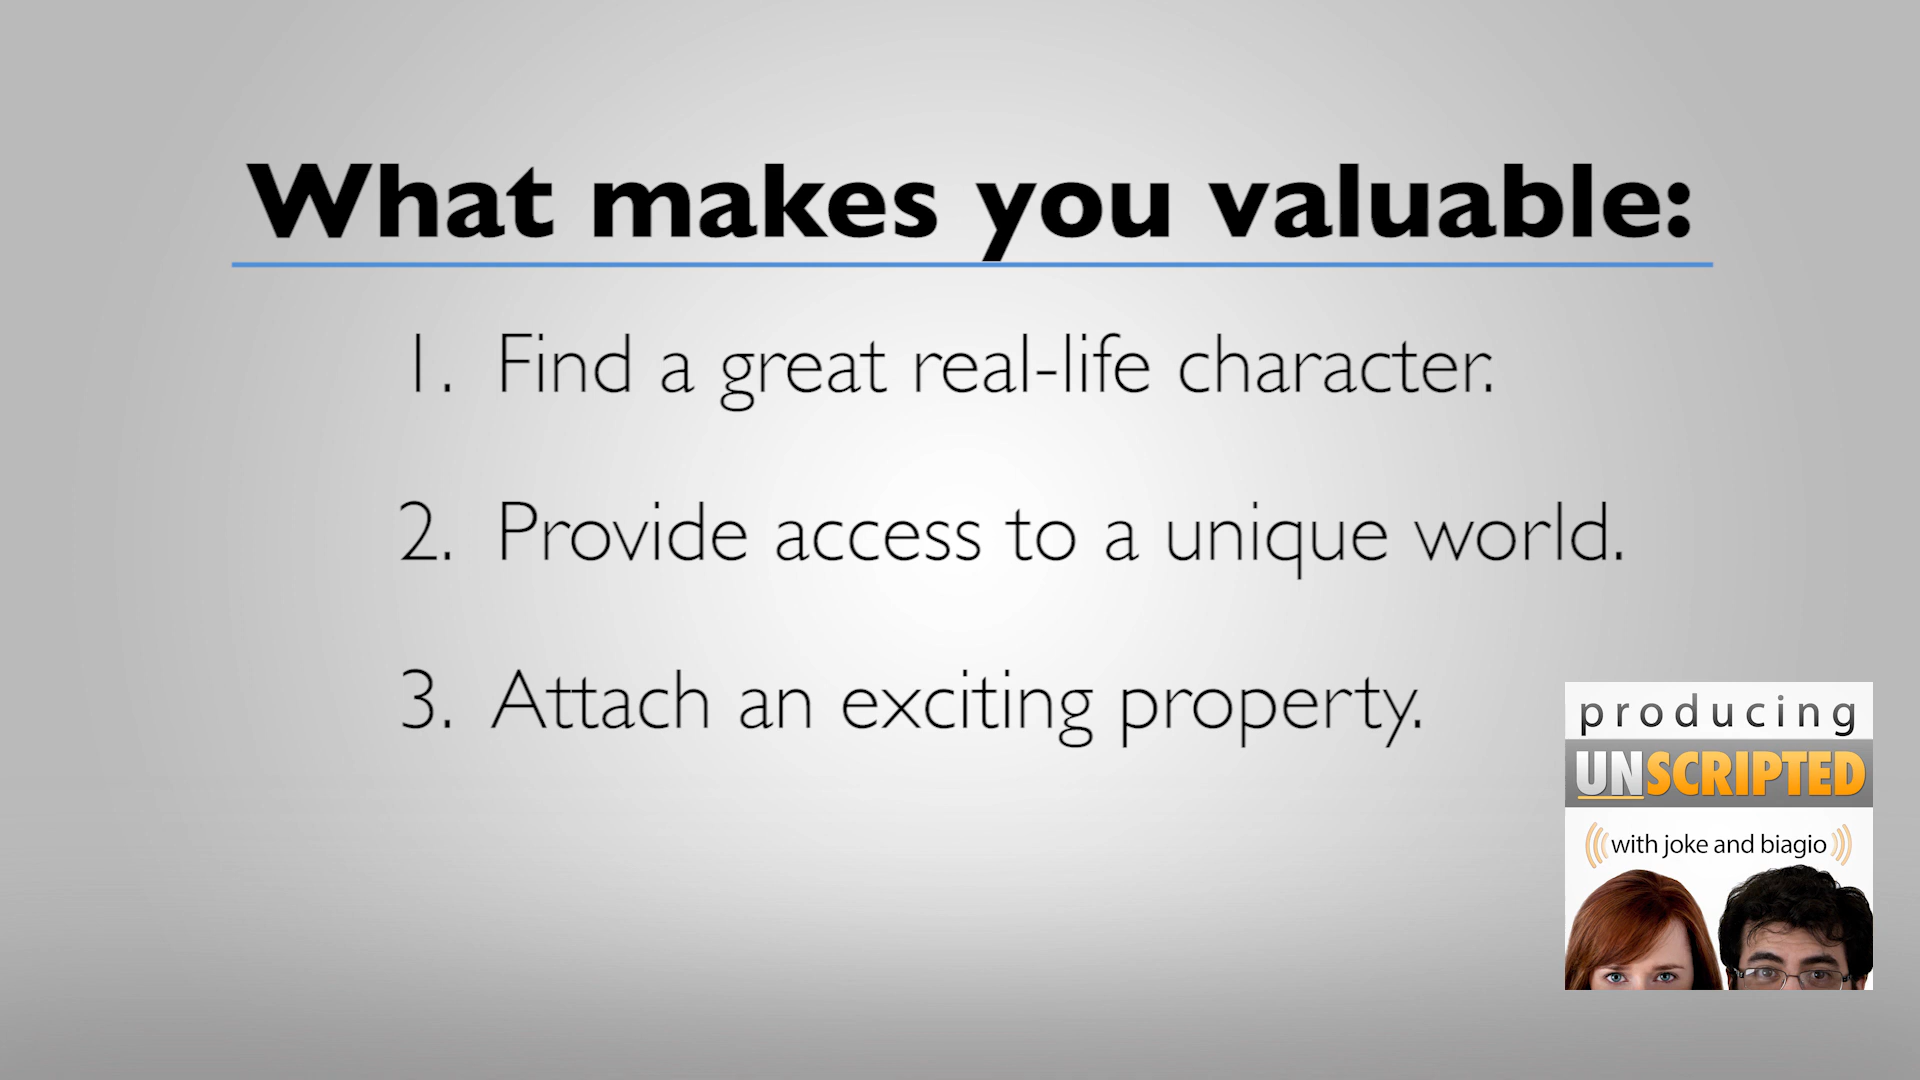 What makes you valuable:
1. Find a great real-life character.
2. Provide access to a unique world.
3. Attach an exciting property.
producing
UNSCRIPTED
with joke and biagio